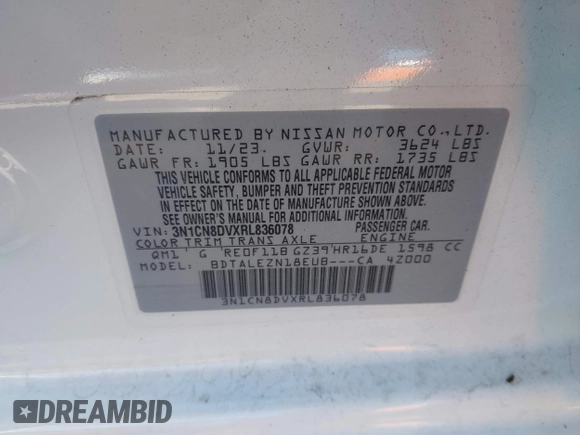 MANUFACTURED BY NISSAN MOTOR CO.,LTD.
DATE: 11/23. GVWR: 3624 LBS
GAWR FR: 1905 LBS GAWR RR: 1735 LBS
THIS VEHICLE CONFORMS TO ALL APPLICABLE FEDERAL MOTOR
VEHICLE SAFETY, BUMPER AND THEFT PREVENTION STANDARDS
IN EFFECT ON THE DATE OF MANUFACTURE SHOWN ABOVE.
SEE OWNER'S MANUAL FOR ADDITIONAL INFORMATION.
VIN: 3N1CN8DVXRL836078 PASSENGER CAR.
COLOR TRIM TRANS ENGINE
QM1 G RE0F11B GZ39 HR16DE 1598 CC
MODEL: BDTALEZN18EUB---CA 4Z000
3N1CN8DVXRL836078
DREAMBID